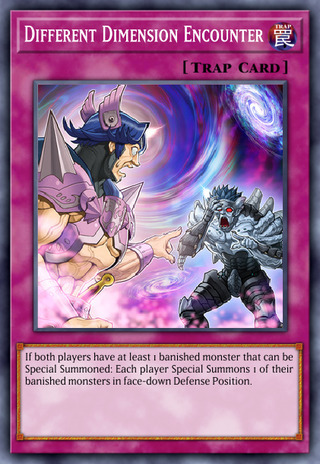 Different Dimension Encounter
TRAP
罠
[Trap Card]
If both players have at least 1 banished monster that can be
Special Summoned: Each player Special Summons 1 of their
banished monsters in face-down Defense Position.